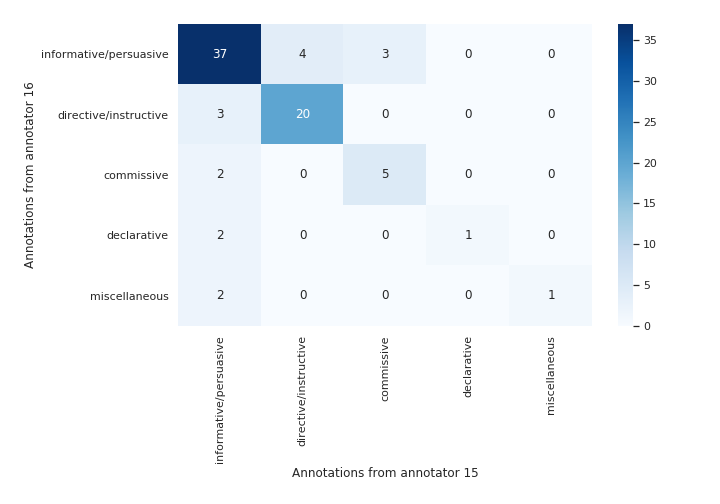 informative/persuasive 37 4 3 0 0
directive/instructive 3 20 0 0 0
commissive 2 0 5 0 0
declarative 2 0 0 1 0
miscellaneous 2 0 0 0 1
informative/persuasive
directive/instructive
commissive
declarative
miscellaneous
Annotations from annotator 15
Annotations from annotator 16
35
30
25
20
15
10
5
0